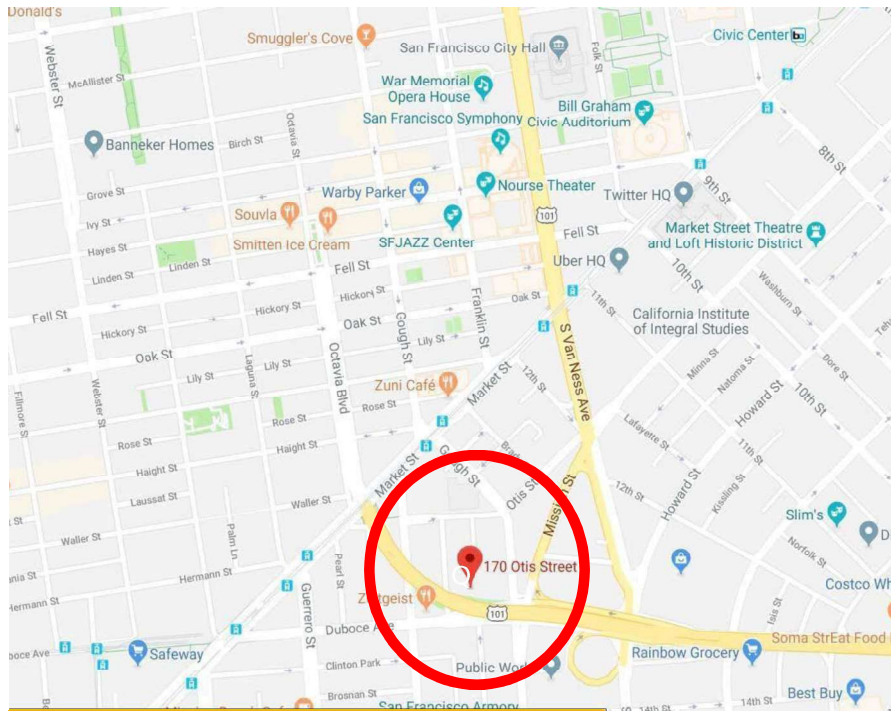 Donald's
Smuggler's Cove
San Francisco City Hall
Civic Center
Webster St
McAllister St
War Memorial
Opera House
Folk St
Bill Graham
Civic Auditorium
San Francisco Symphony
Octavia St
Banneker Homes
Birch St
8th St
Grove St
Warby Parker
Nourse Theater
Twitter HQ
9th St
Ivy St
Souvla
101
Market Street Theatre
and Loft Historic District
Hayes St
Smitten Ice Cream
SFJAZZ Center
Fell St
Linden St
Linden St
Fell St
Uber HQ
10th St
Washburn St
Hickory St
Hickory St
Franklin St
Oak St
11th St
California Institute
of Integral Studies
Fell St
Hickory St
Oak St
Gough St
Lily St
S Van Ness Ave
Minna St
Natoma St
Dore St
Oak St
Octavia Blvd
Lily St
Lily St
Laguna St
Zuni Café
Market St
12th St
Howard St
10th St
Fillmore St
Webster St
Rose St
Rose St
Rose St
Lafayette St
11th St
Haight St
Haight St
Market St
Gough St
Brad
Otis St
Mission St
12th St
Howard St
Kissling St
Laussat St
Waller St
Slim's
Waller St
Palm Ln
Pearl St
170 Otis Street
Norfolk St
Hermann St
Hermann St
Guerrero St
Zeitgeist
101
Costco Wh
Isis St
Duboce Ave
Soma StrEat Food
Safeway
Rainbow Grocery
Clinton Park
Public Work
Brosnan St
San Francisco Armory
14th St
14th St
Best Buy